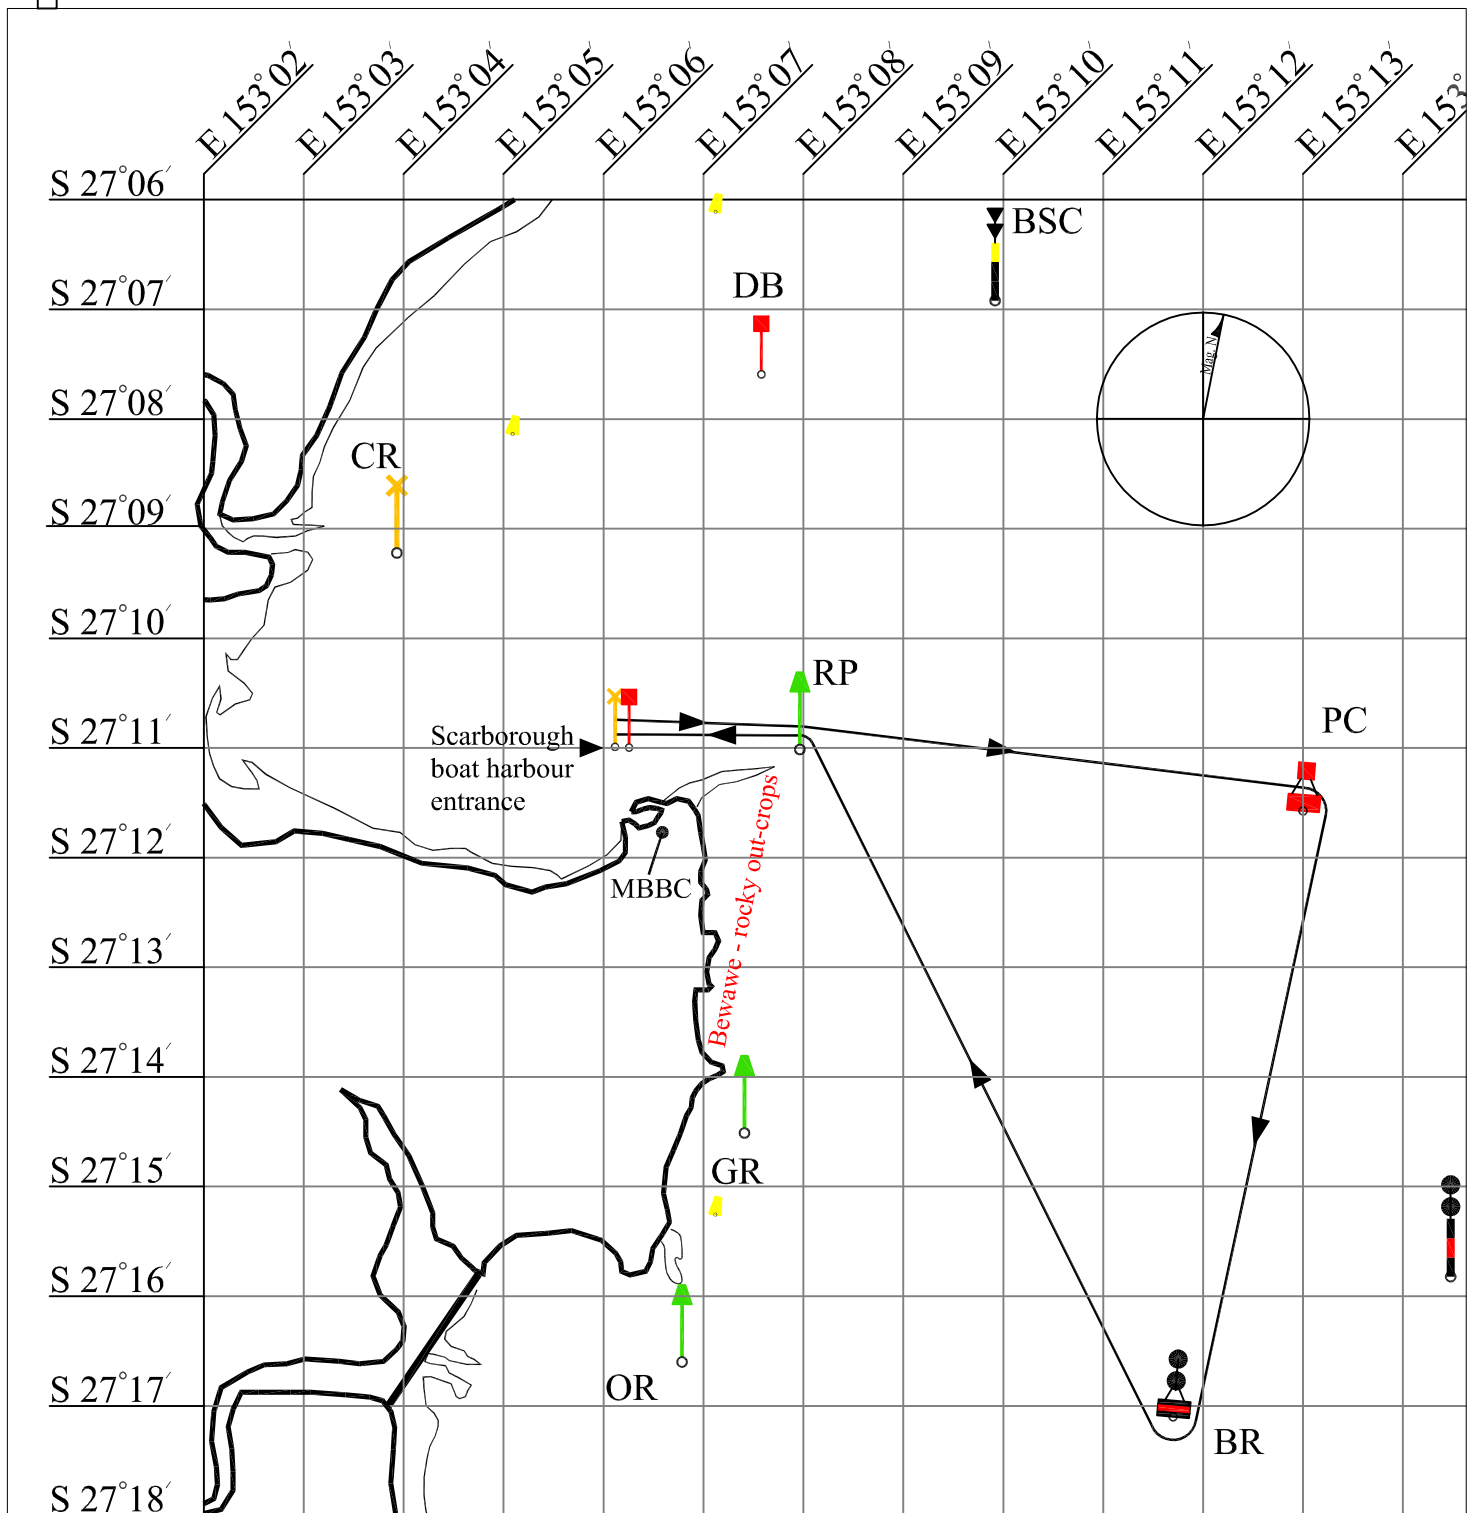 E 153°02′
E 153°03′
E 153°04′
E 153°05′
E 153°06′
E 153°07′
E 153°08′
E 153°09′
E 153°10′
E 153°11′
E 153°12′
E 153°13′
E 153°
S 27°06′
BSC
DB
S 27°07′
Mag. N
S 27°08′
CR
S 27°09′
S 27°10′
RP
PC
S 27°11′
Scarborough
boat harbour
entrance
S 27°12′
MBBC
Bewawe - rocky out-crops
S 27°13′
S 27°14′
S 27°15′
GR
S 27°16′
S 27°17′
OR
BR
S 27°18′